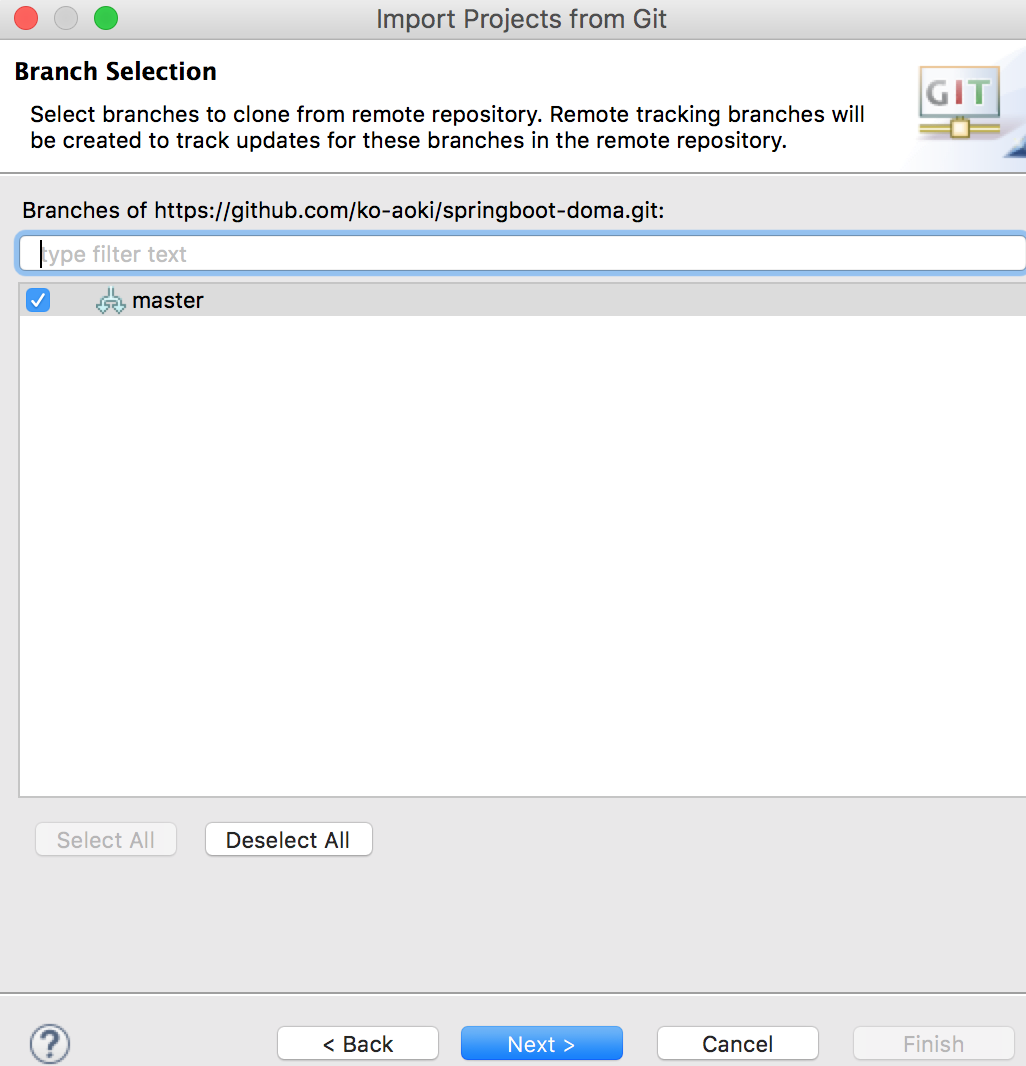 Import Projects from Git
Branch Selection
Select branches to clone from remote repository. Remote tracking branches will
be created to track updates for these branches in the remote repository.
GIT
Branches of https://github.com/ko-aoki/springboot-doma.git:
type filter text
master
Select All
Deselect All
?
< Back
Next >
Cancel
Finish